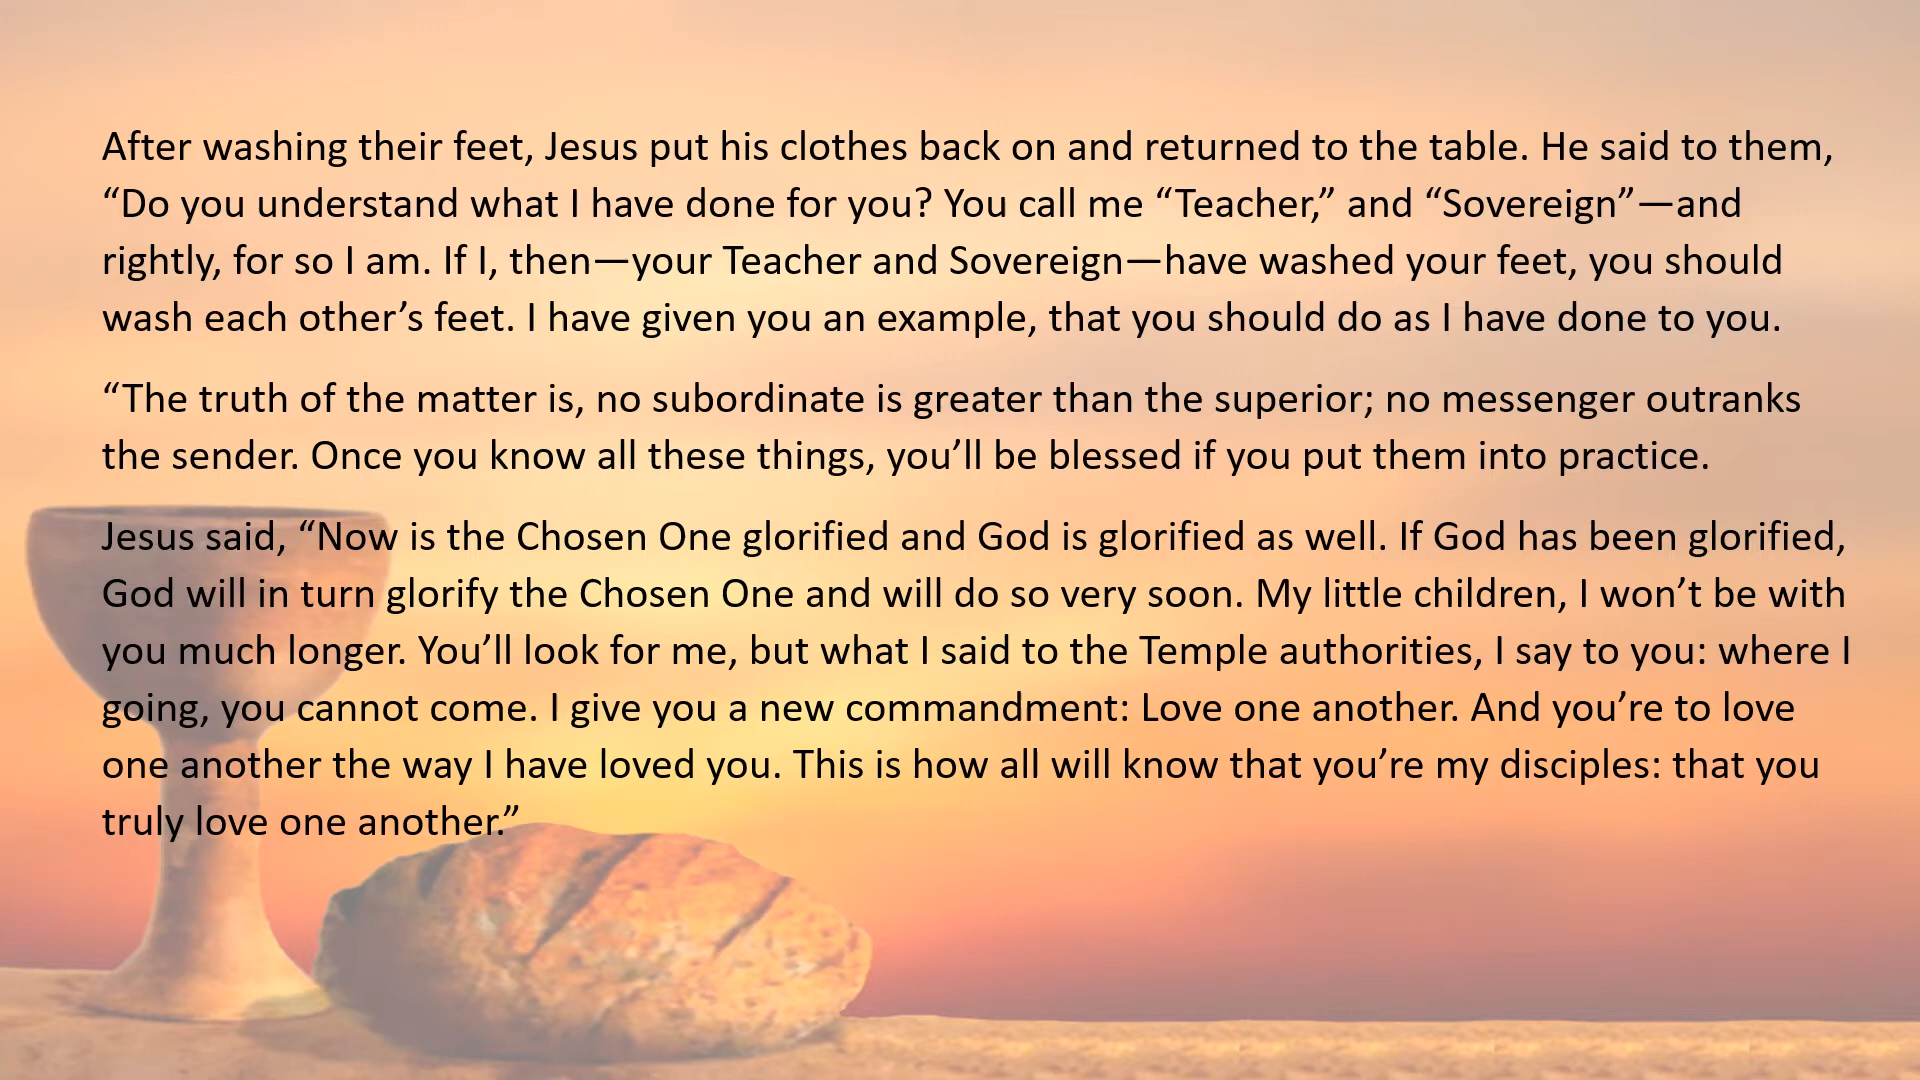 After washing their feet, Jesus put his clothes back on and returned to the table. He said to them,
“Do you understand what I have done for you? You call me “Teacher,” and “Sovereign”—and
rightly, for so I am. If I, then—your Teacher and Sovereign—have washed your feet, you should
wash each other’s feet. I have given you an example, that you should do as I have done to you.
“The truth of the matter is, no subordinate is greater than the superior; no messenger outranks
the sender. Once you know all these things, you’ll be blessed if you put them into practice.
Jesus said, “Now is the Chosen One glorified and God is glorified as well. If God has been glorified,
God will in turn glorify the Chosen One and will do so very soon. My little children, I won’t be with
you much longer. You’ll look for me, but what I said to the Temple authorities, I say to you: where I
going, you cannot come. I give you a new commandment: Love one another. And you’re to love
one another the way I have loved you. This is how all will know that you’re my disciples: that you
truly love one another.”